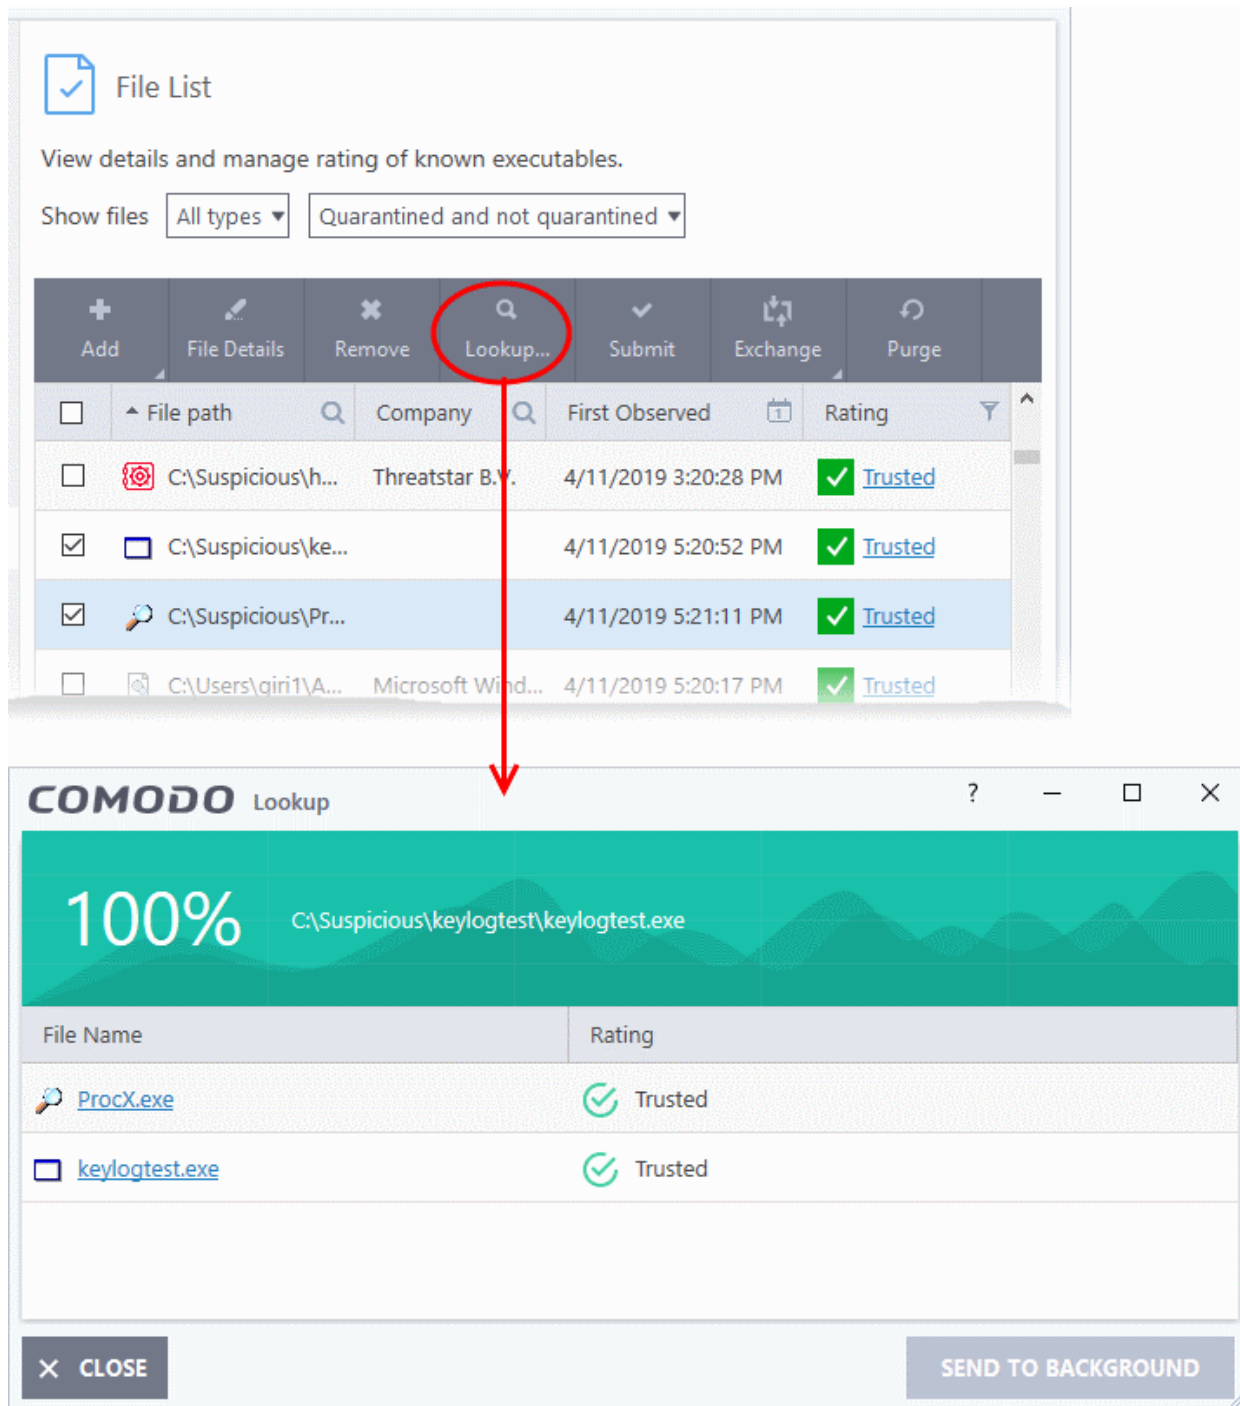 File List
View details and manage rating of known executables.
Show files All types Quarantined and not quarantined
Add File Details Remove Lookup... Submit Exchange Purge
File path Company First Observed 1 Rating
C:\Suspicious\h... Threatstar B.V. 4/11/2019 3:20:28 PM Trusted
C:\Suspicious\ke... 4/11/2019 5:20:52 PM Trusted
C:\Suspicious\Pr... 4/11/2019 5:21:11 PM Trusted
C:\Users\giri1\A... Microsoft Wind... 4/11/2019 5:20:17 PM Trusted
COMODO Lookup ?
100% C:\Suspicious\keylogtest\keylogtest.exe
File Name Rating
ProcX.exe Trusted
keylogtest.exe Trusted
CLOSE SEND TO BACKGROUND